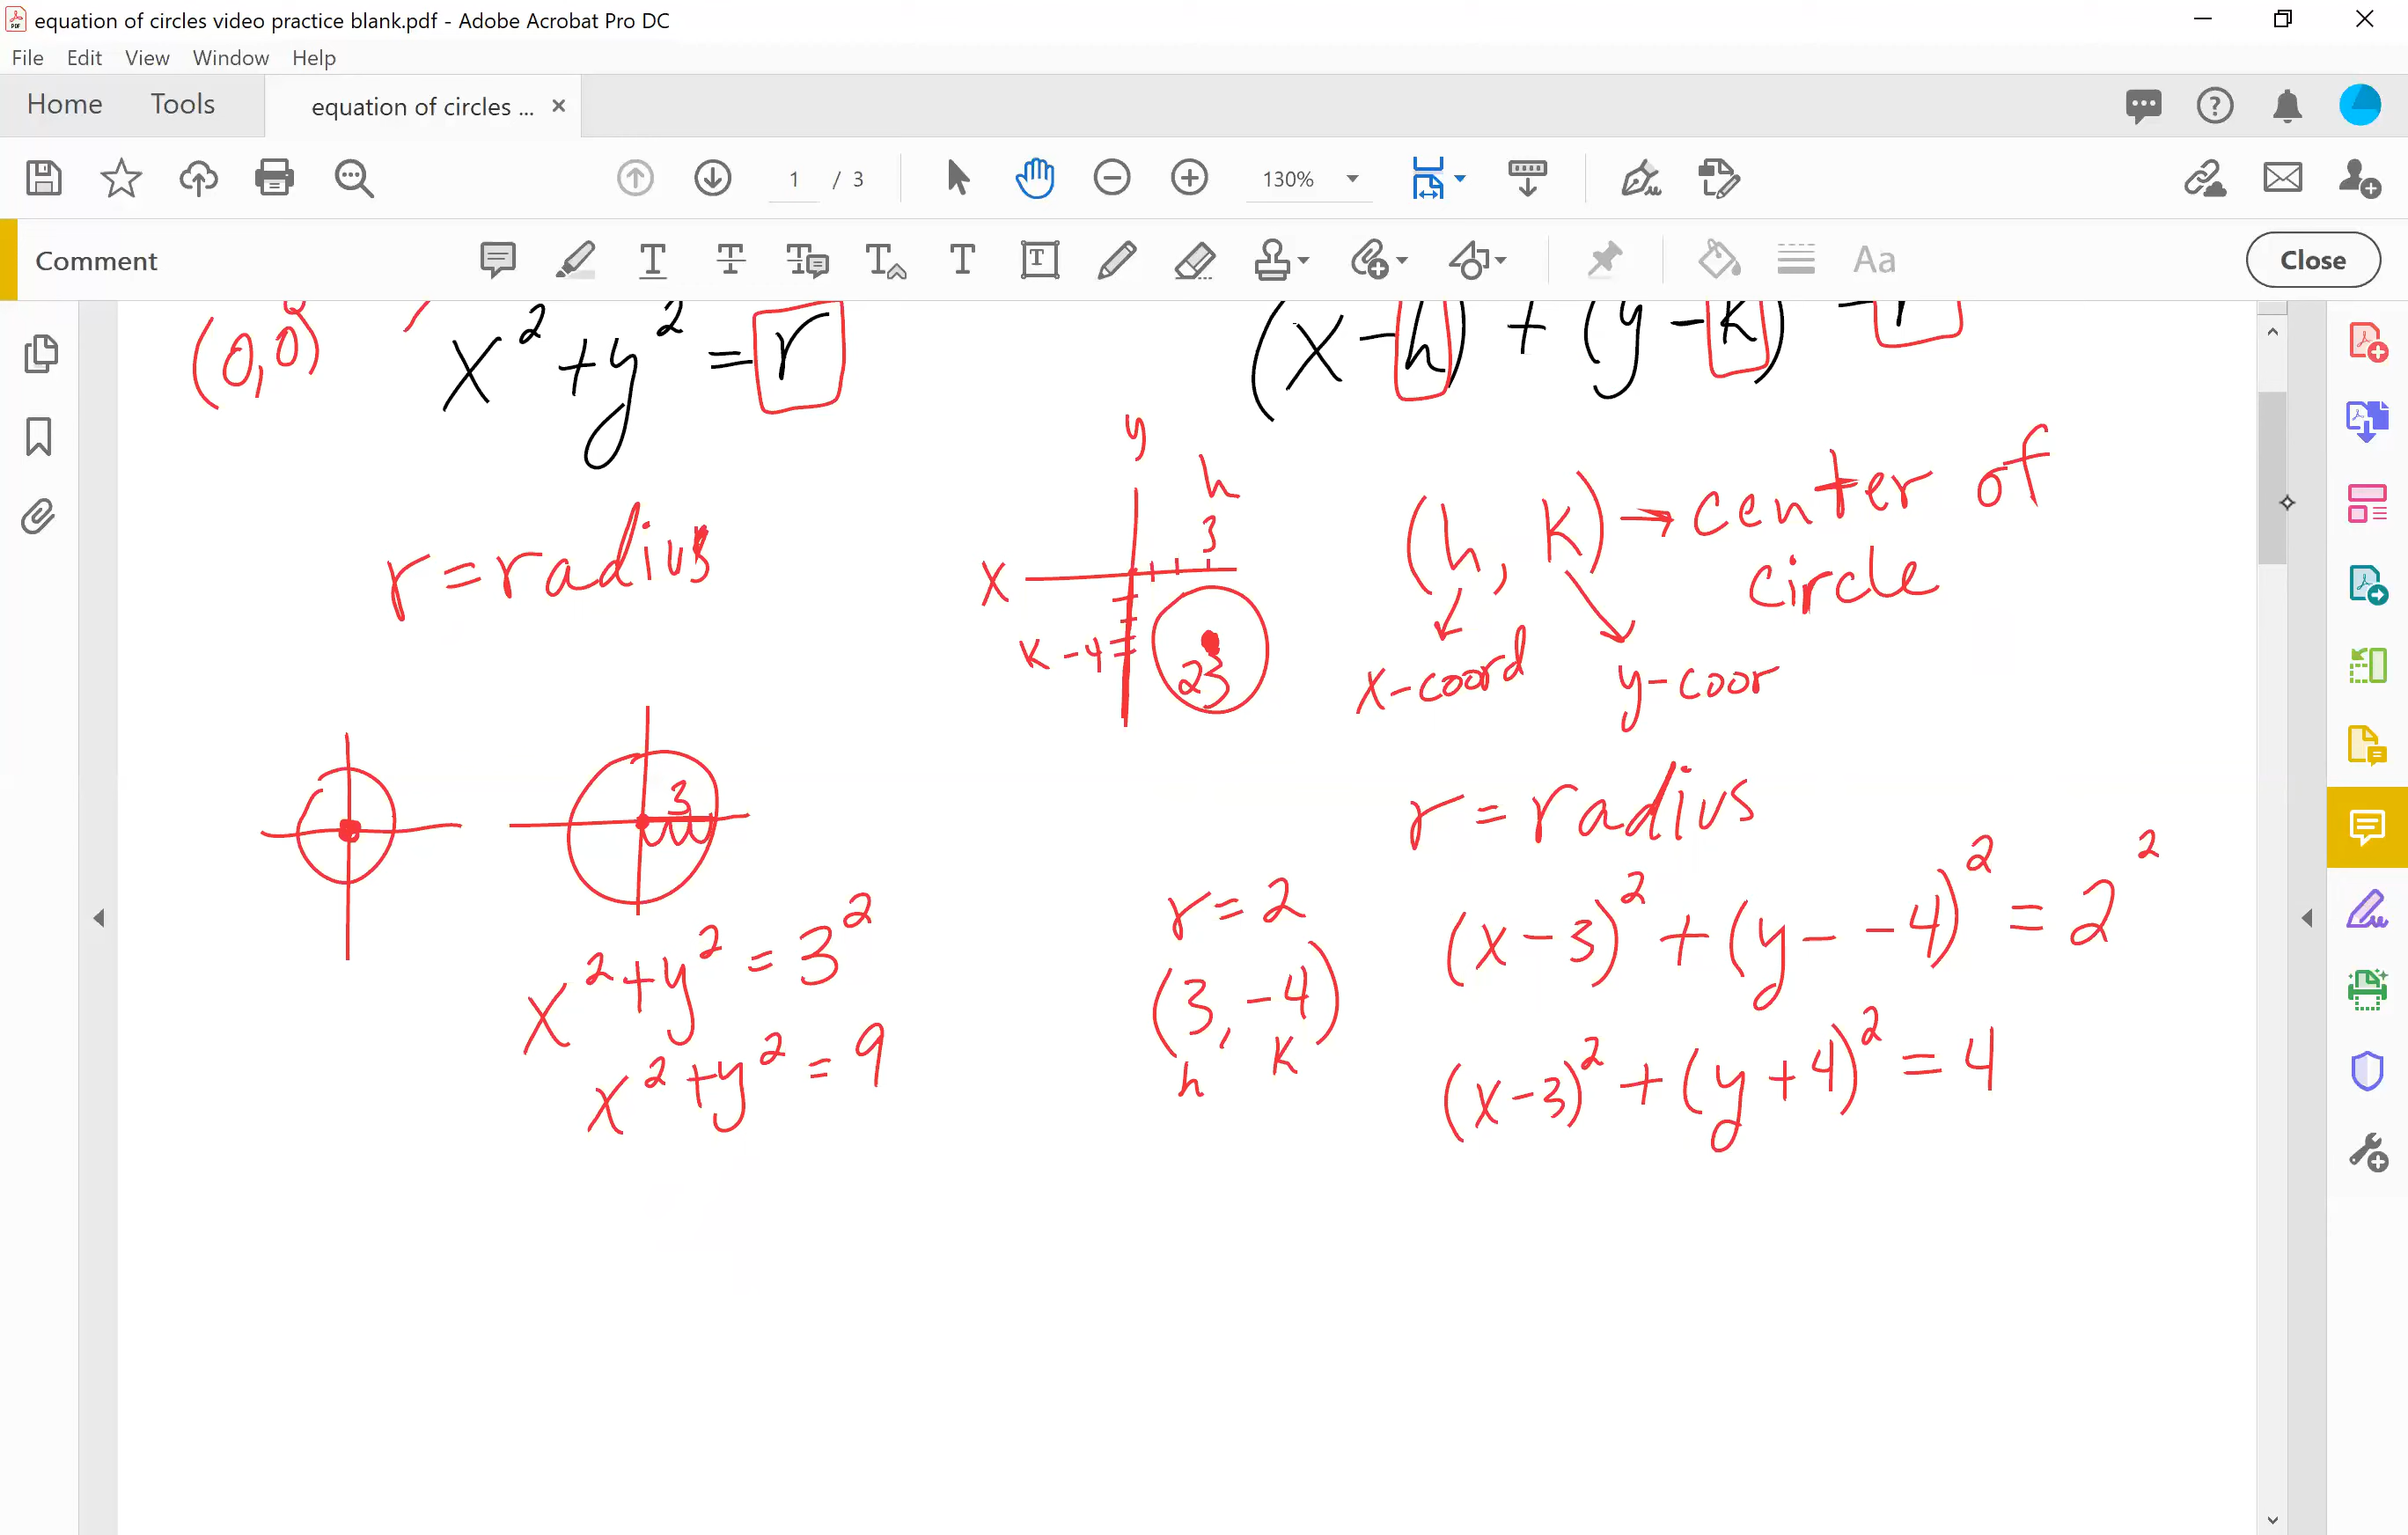 equation of circles video practice blank.pdf - Adobe Acrobat Pro DC
File Edit View Window Help
Home Tools equation of circles ... ×
1 / 3 130%
Comment Aa Close
(0,0) x² + y² = r
(x - h) + (y - k)
y
h
r = radius
3
(h, k) → center of
circle
x
k -4
23
x-coord y-coor
3
r = radius
r = 2
(x - 3)² + (y - -4)² = 2²
x² + y² = 3²
(3, -4)
h k
x² + y² = 9
(x - 3)² + (y + 4)² = 4